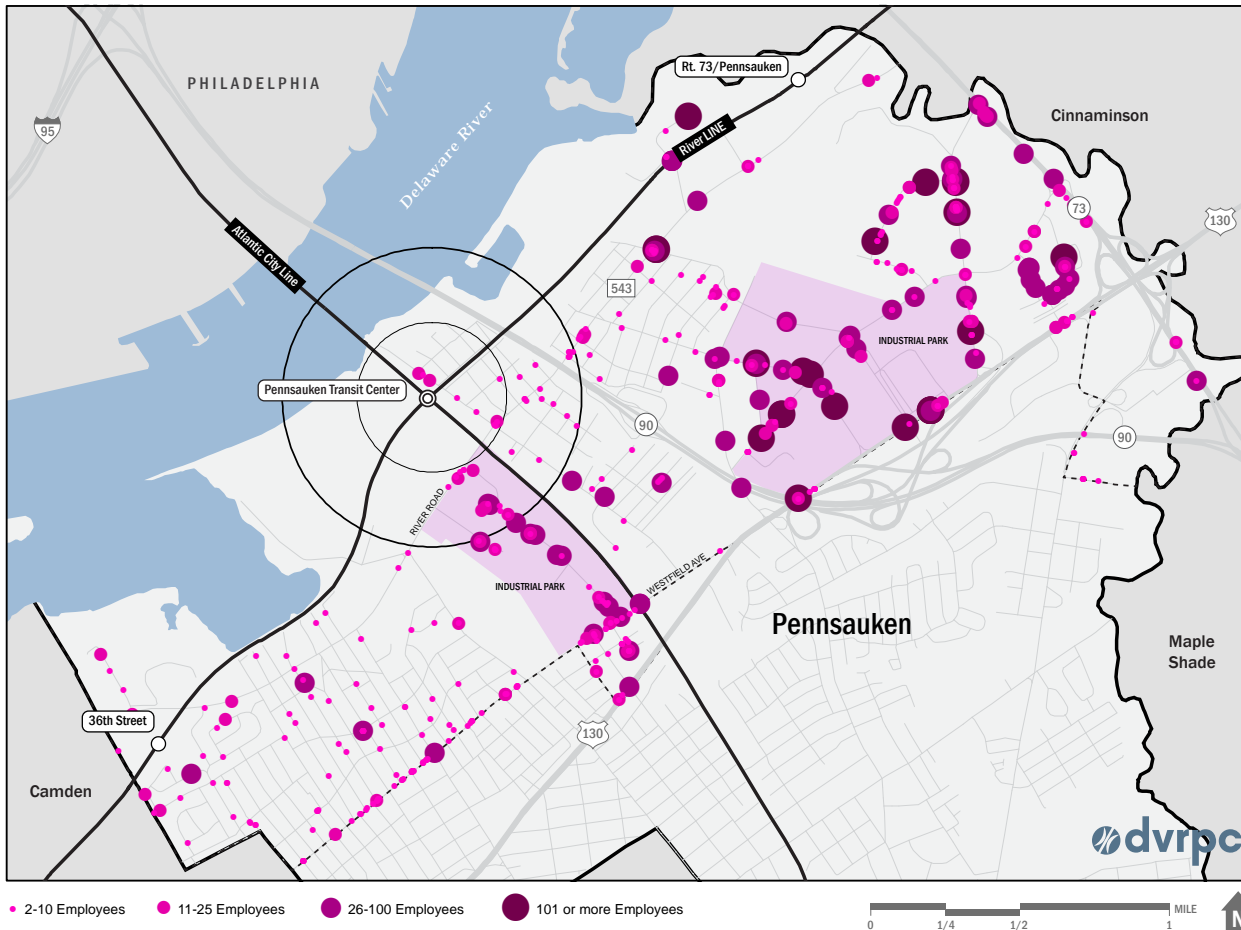 PHILADELPHIA
Rt. 73/Pennsauken
Cinnaminson
95
Delaware River
River LINE
73
130
Atlantic City Line
543
INDUSTRIAL PARK
Pennsauken Transit Center
90
90
RIVER ROAD
WESTFIELD AVE
INDUSTRIAL PARK
Pennsauken
Maple
Shade
36th Street
130
Camden
dvrpc
2-10 Employees
11-25 Employees
26-100 Employees
101 or more Employees
MILE
0
1/4
1/2
1
N